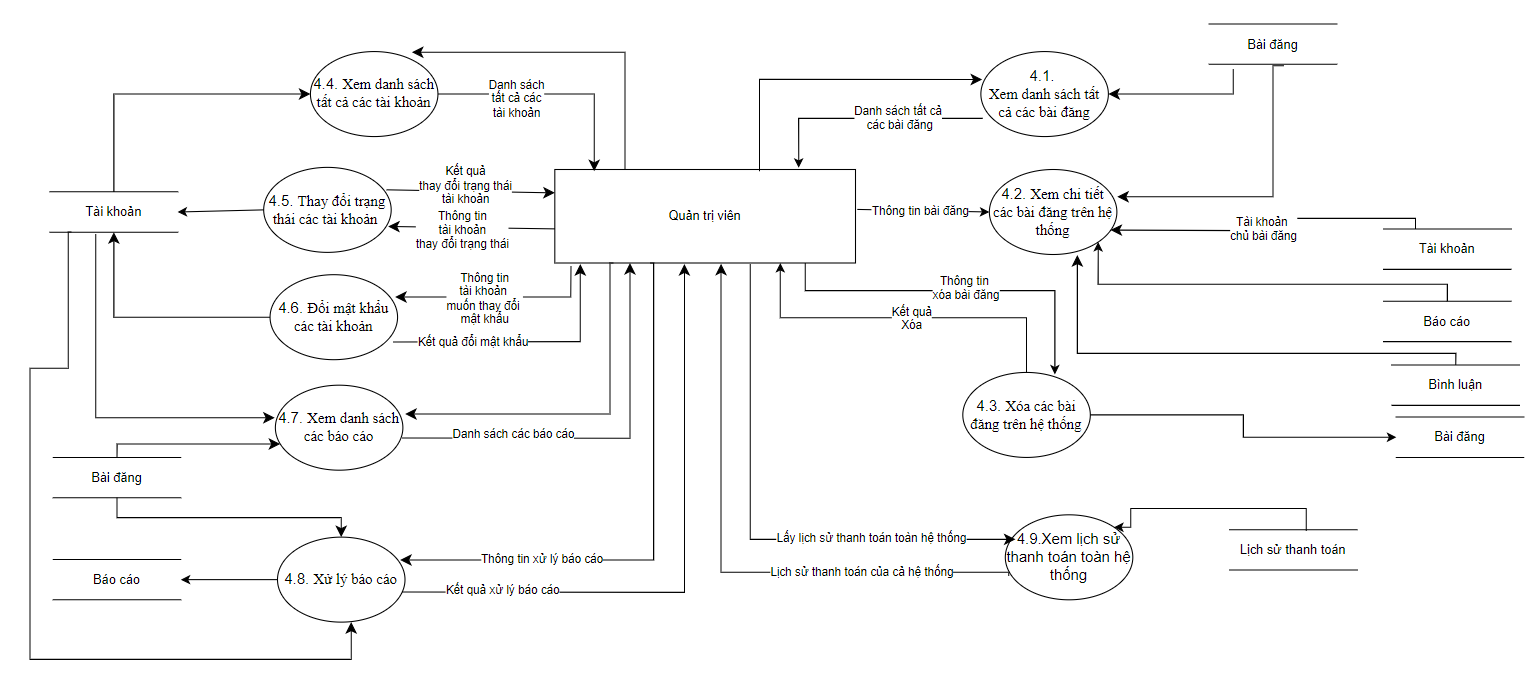 Bài đăng
4.4. Xem danh sách
tất cả các tài khoản
Danh sách
tất cả các
tài khoản
4.1.
Xem danh sách tất
cả các bài đăng
Danh sách tất cả
các bài đăng
Tài khoản
4.5. Thay đổi trạng
thái các tài khoản
Kết quả
thay đổi trạng thái
tài khoản
Thông tin
tài khoản
thay đổi trạng thái
Quản trị viên
Thông tin bài đăng
4.2. Xem chi tiết
các bài đăng trên hệ
thống
Tài khoản
chủ bài đăng
Tài khoản
4.6. Đổi mật khẩu
các tài khoản
Thông tin
tài khoản
muốn thay đổi
mật khẩu
Kết quả đổi mật khẩu
Thông tin
xóa bài đăng
Kết quả
Xóa
Báo cáo
Bình luận
4.7. Xem danh sách
các báo cáo
Danh sách các báo cáo
4.3. Xóa các bài
đăng trên hệ thống
Bài đăng
Bài đăng
Báo cáo
4.8. Xử lý báo cáo
Thông tin xử lý báo cáo
Kết quả xử lý báo cáo
Lấy lịch sử thanh toán toàn hệ thống
Lịch sử thanh toán của cả hệ thống
4.9.Xem lịch sử
thanh toán toàn hệ
thống
Lịch sử thanh toán